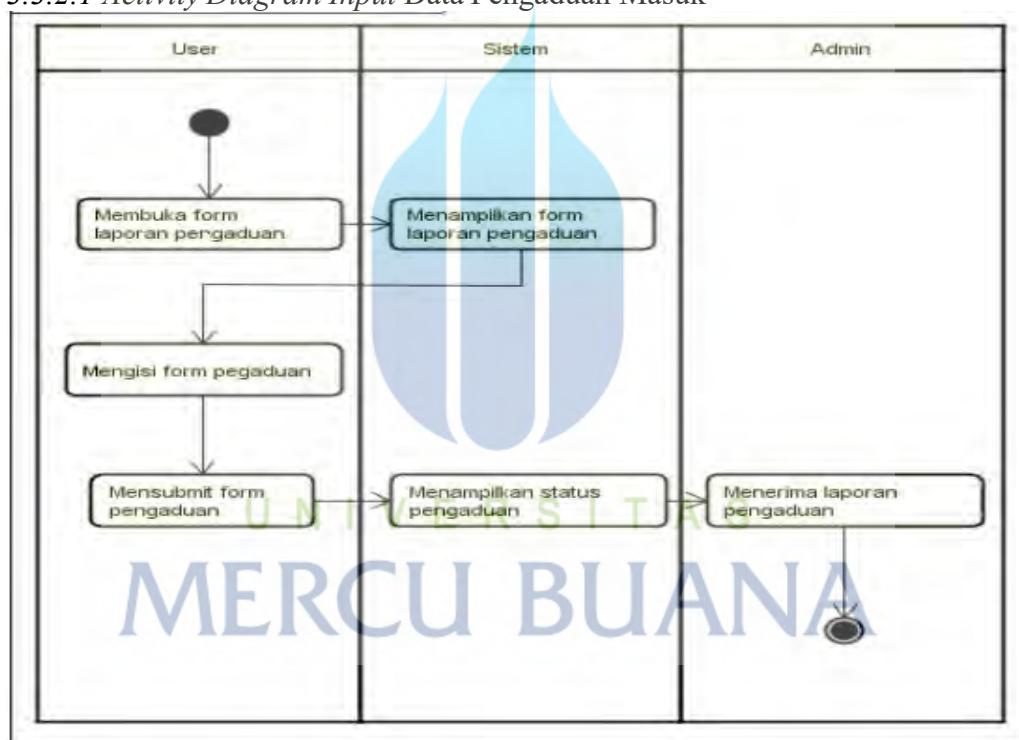 3.3.2.1 Activity Diagram Input Data Pengaduan Masuk
User
Sistem
Admin
Membuka form
laporan pengaduan
Menampilkan form
laporan pengaduan
Mengisi form pegaduan
Mensubmit form
pengaduan
Menampilkan status
pengaduan
Menerima laporan
pengaduan
UNIVERSITAS
MERCU BUANA